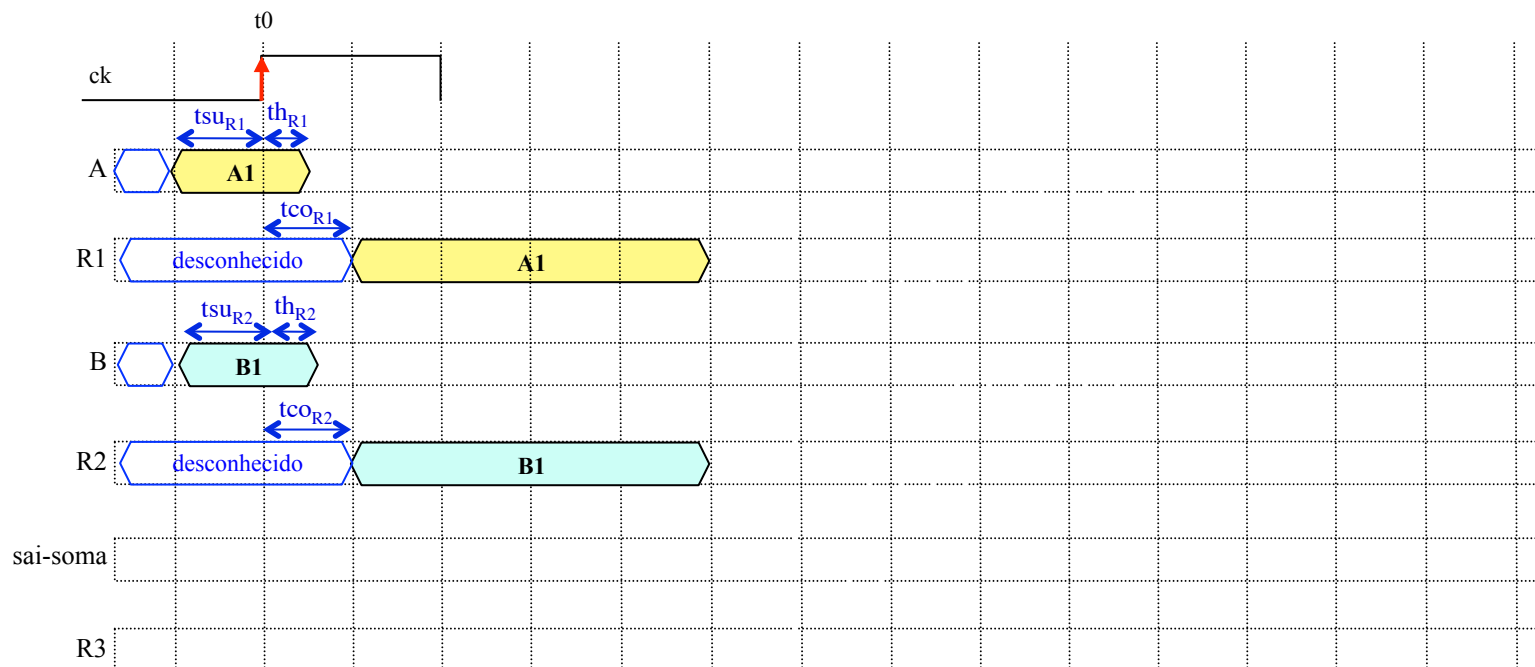 t0
ck
tsuR1 thR1
A A1
tcoR1
R1 desconhecido A1
tsuR2 thR2
B B1
tcoR2
R2 desconhecido B1
sai-soma
R3